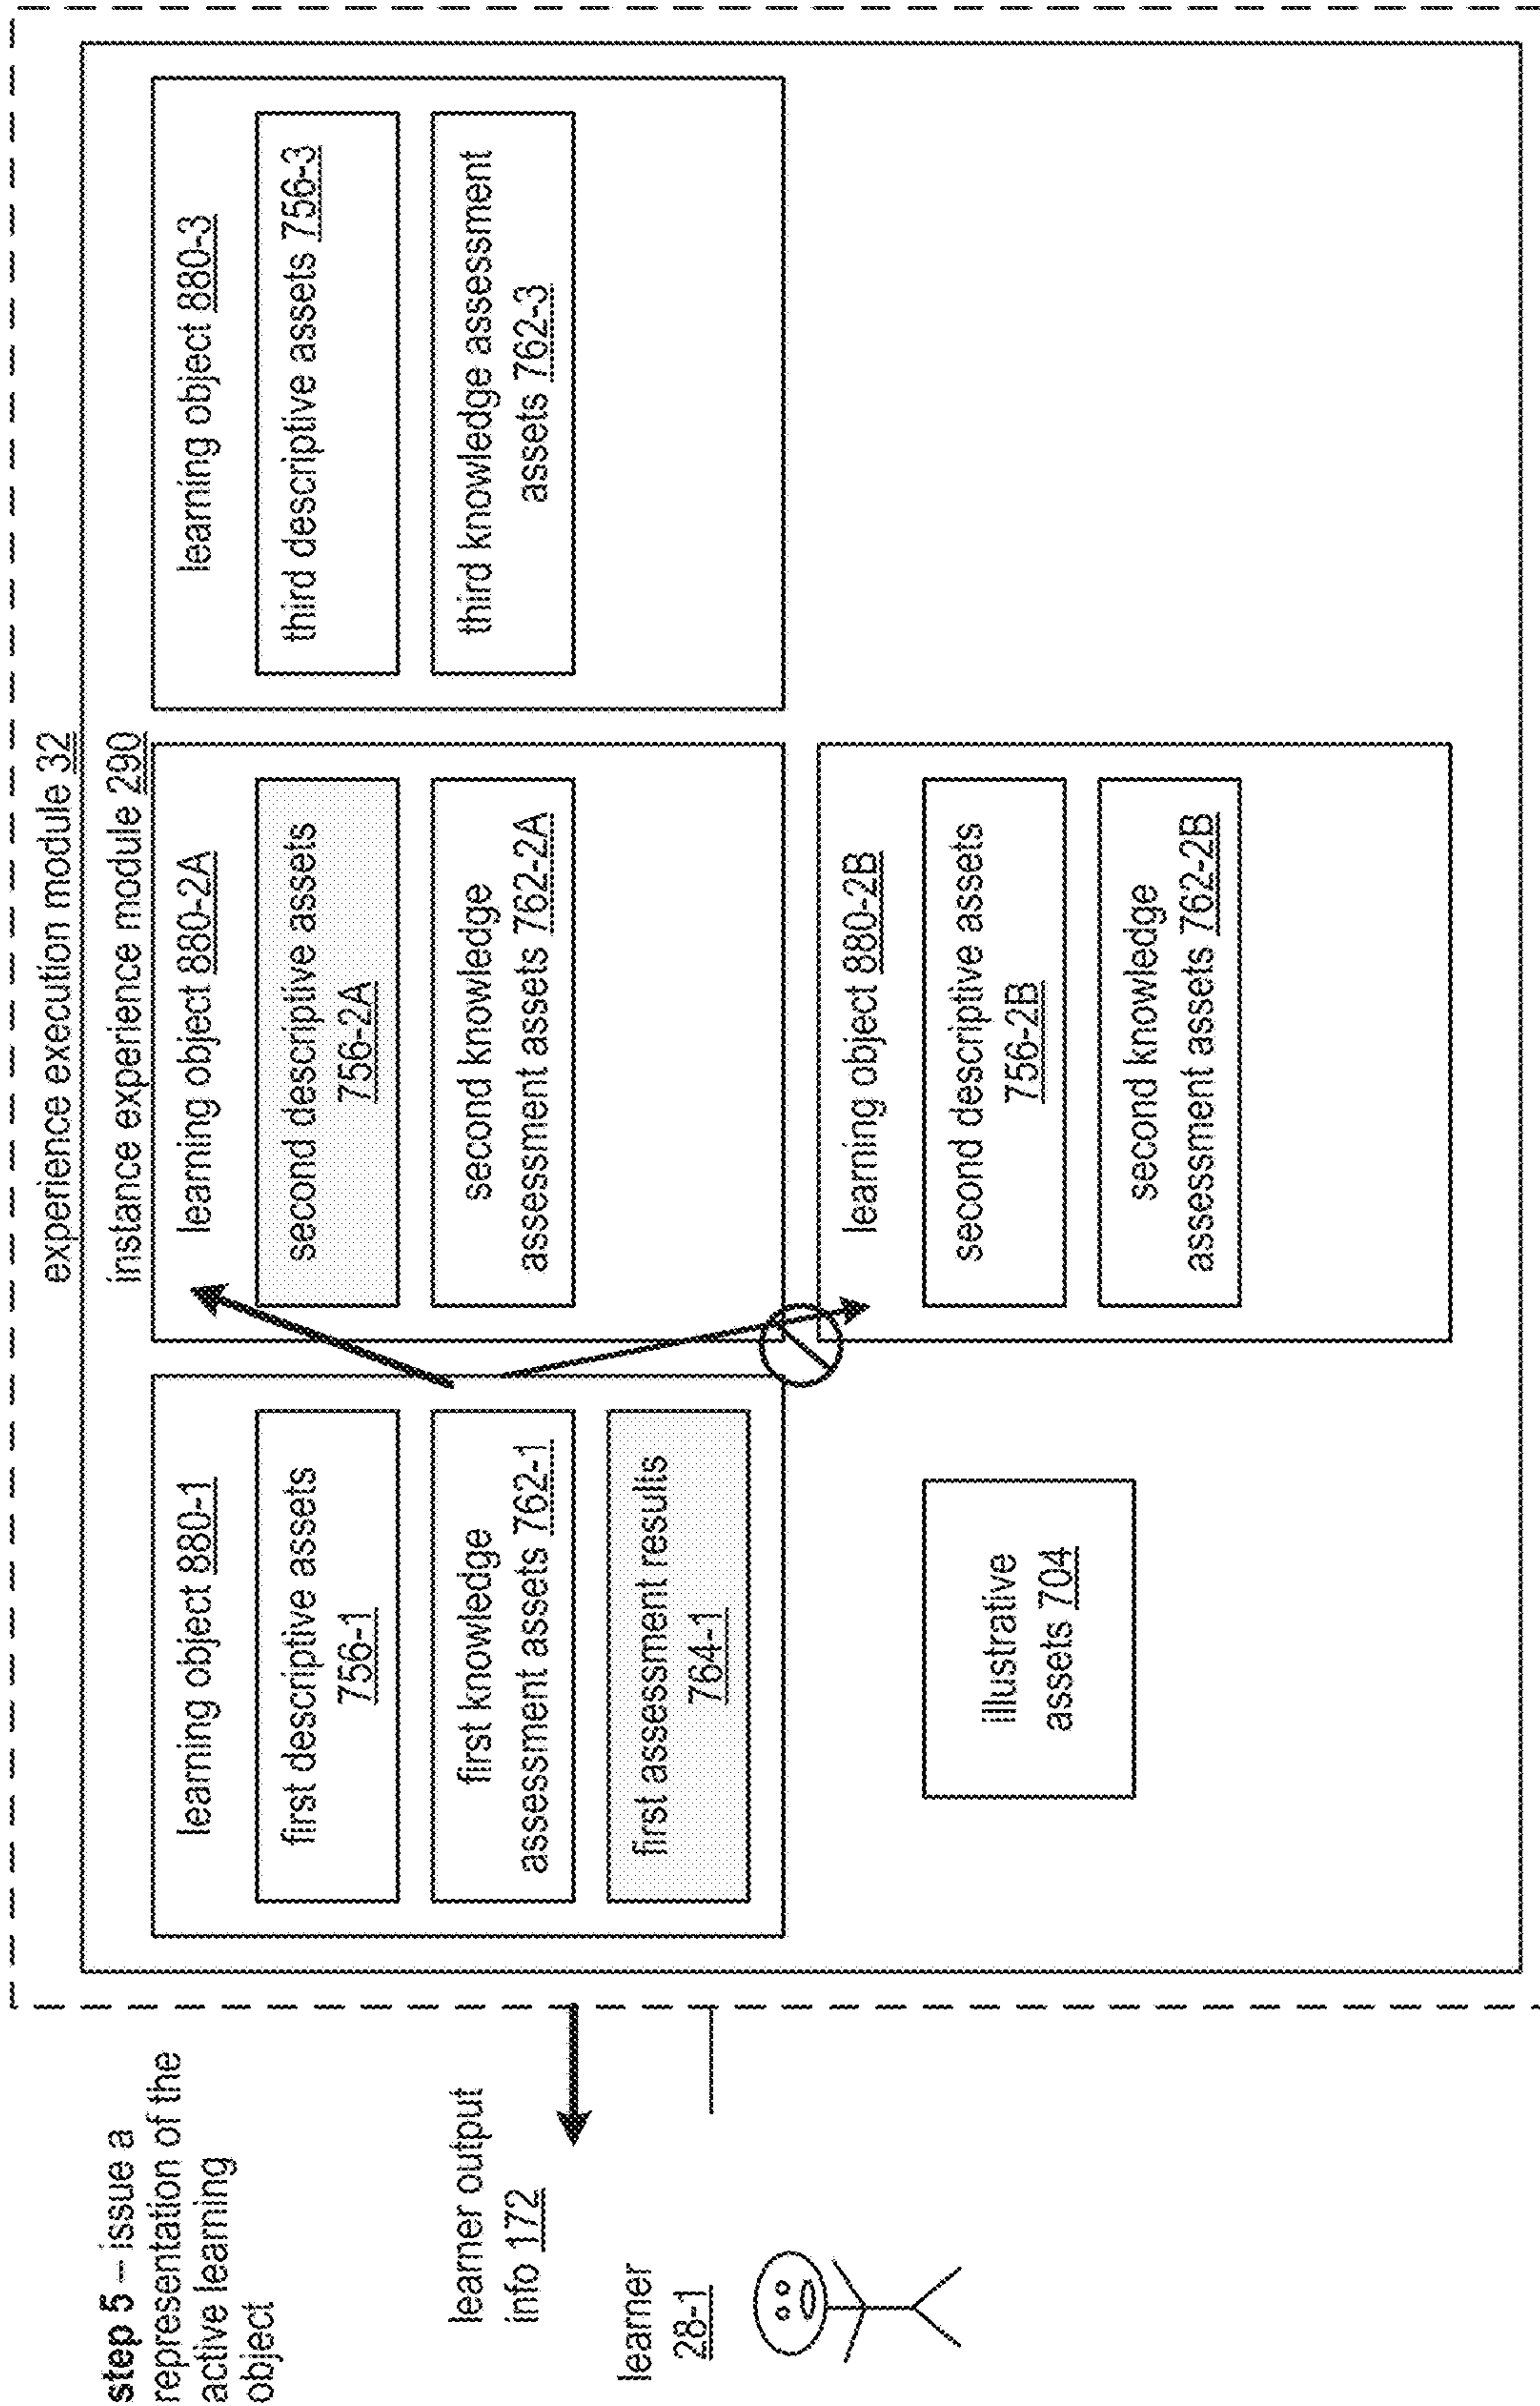 step 5 – issue a
representation of the
active learning
object
learner output
info 172
learner
28-1
experience execution module 32
instance experience module 290
learning object 880-1
first descriptive assets
756-1
first knowledge
assessment assets 762-1
first assessment results
764-1
learning object 880-2A
second descriptive assets
756-2A
second knowledge
assessment assets 762-2A
learning object 880-3
third descriptive assets 756-3
third knowledge assessment
assets 762-3
illustrative
assets 704
learning object 880-2B
second descriptive assets
756-2B
second knowledge
assessment assets 762-2B